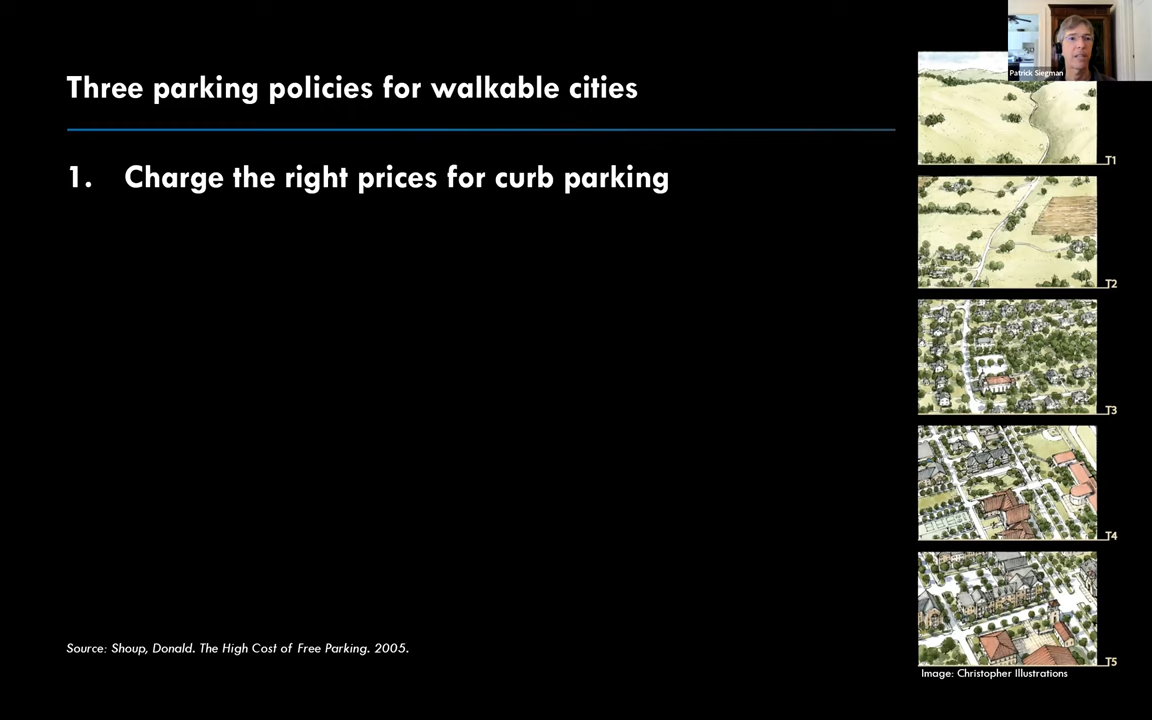 Three parking policies for walkable cities
Patrick Siegman
1. Charge the right prices for curb parking
T1
T2
T3
T4
T5
Source: Shoup, Donald. The High Cost of Free Parking. 2005.
Image: Christopher Illustrations